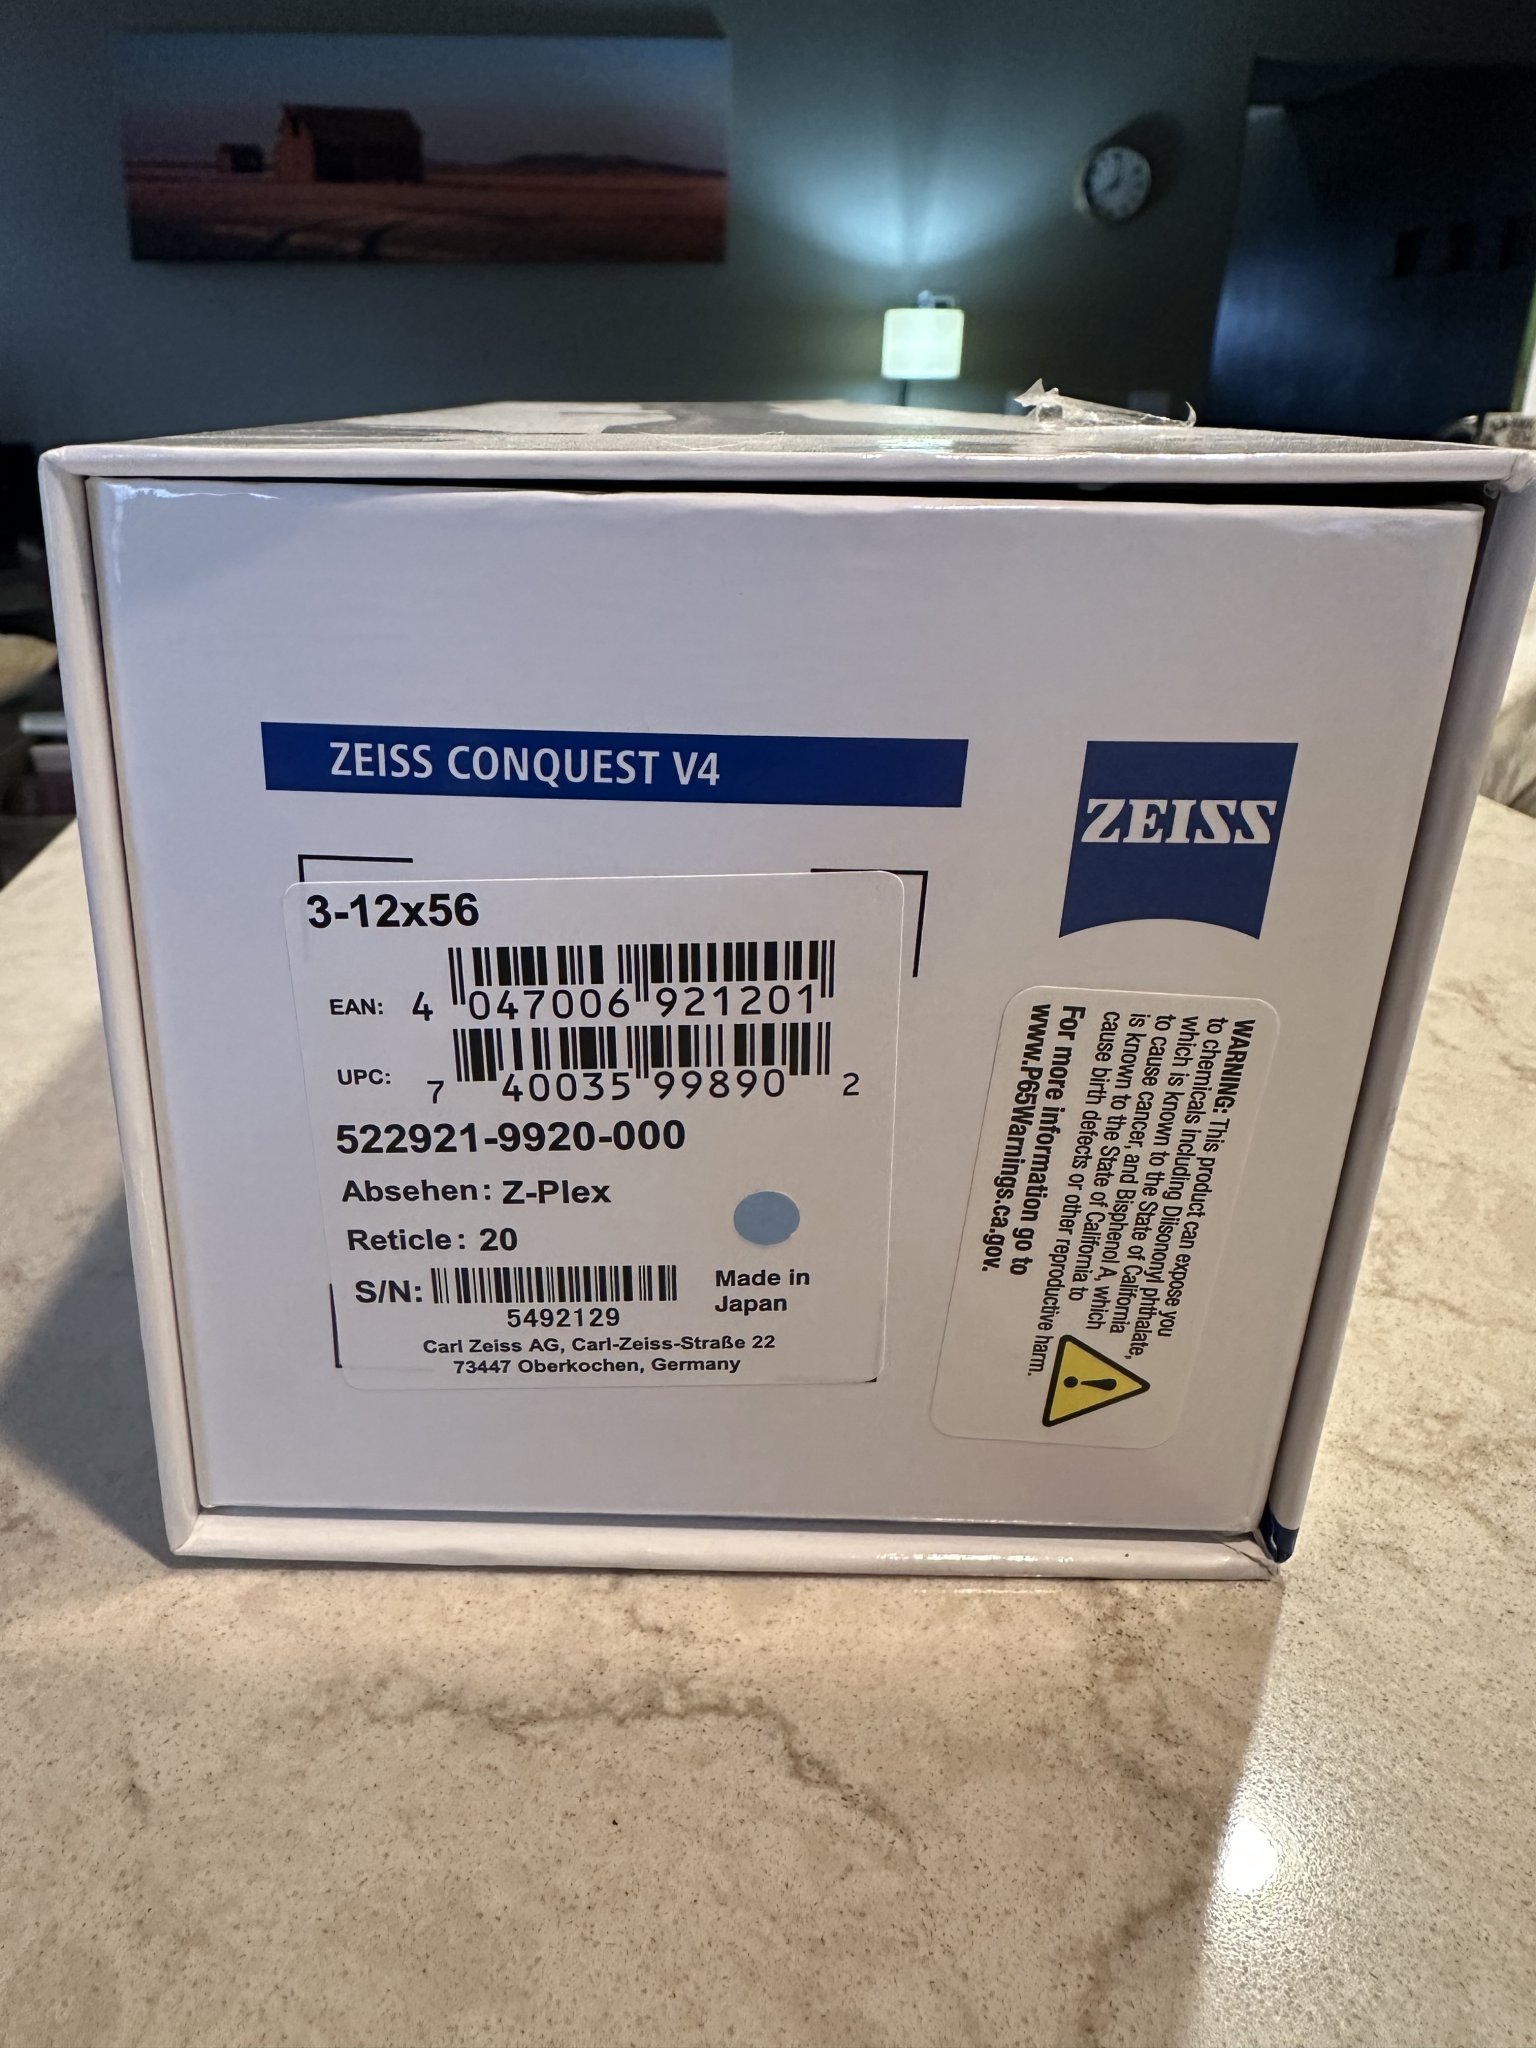 ZEISS CONQUEST V4
ZEISS
3-12x56
EAN: 4 047006 921201
UPC: 7 40035 99890 2
522921-9920-000
Absehen: Z-Plex
Reticle: 20
S/N:
5492129
Made in
Japan
Carl Zeiss AG, Carl-Zeiss-Straße 22
73447 Oberkochen, Germany
WARNING: This product can expose you
to chemicals including Diisononyl phthalate,
which is known to the State of California
to cause cancer, and Bisphenol A, which
is known to the State of California to
cause birth defects or other reproductive harm.
For more information go to
www.P65Warnings.ca.gov.